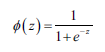 ϕ(z) = 1 / (1 + e^{-z})